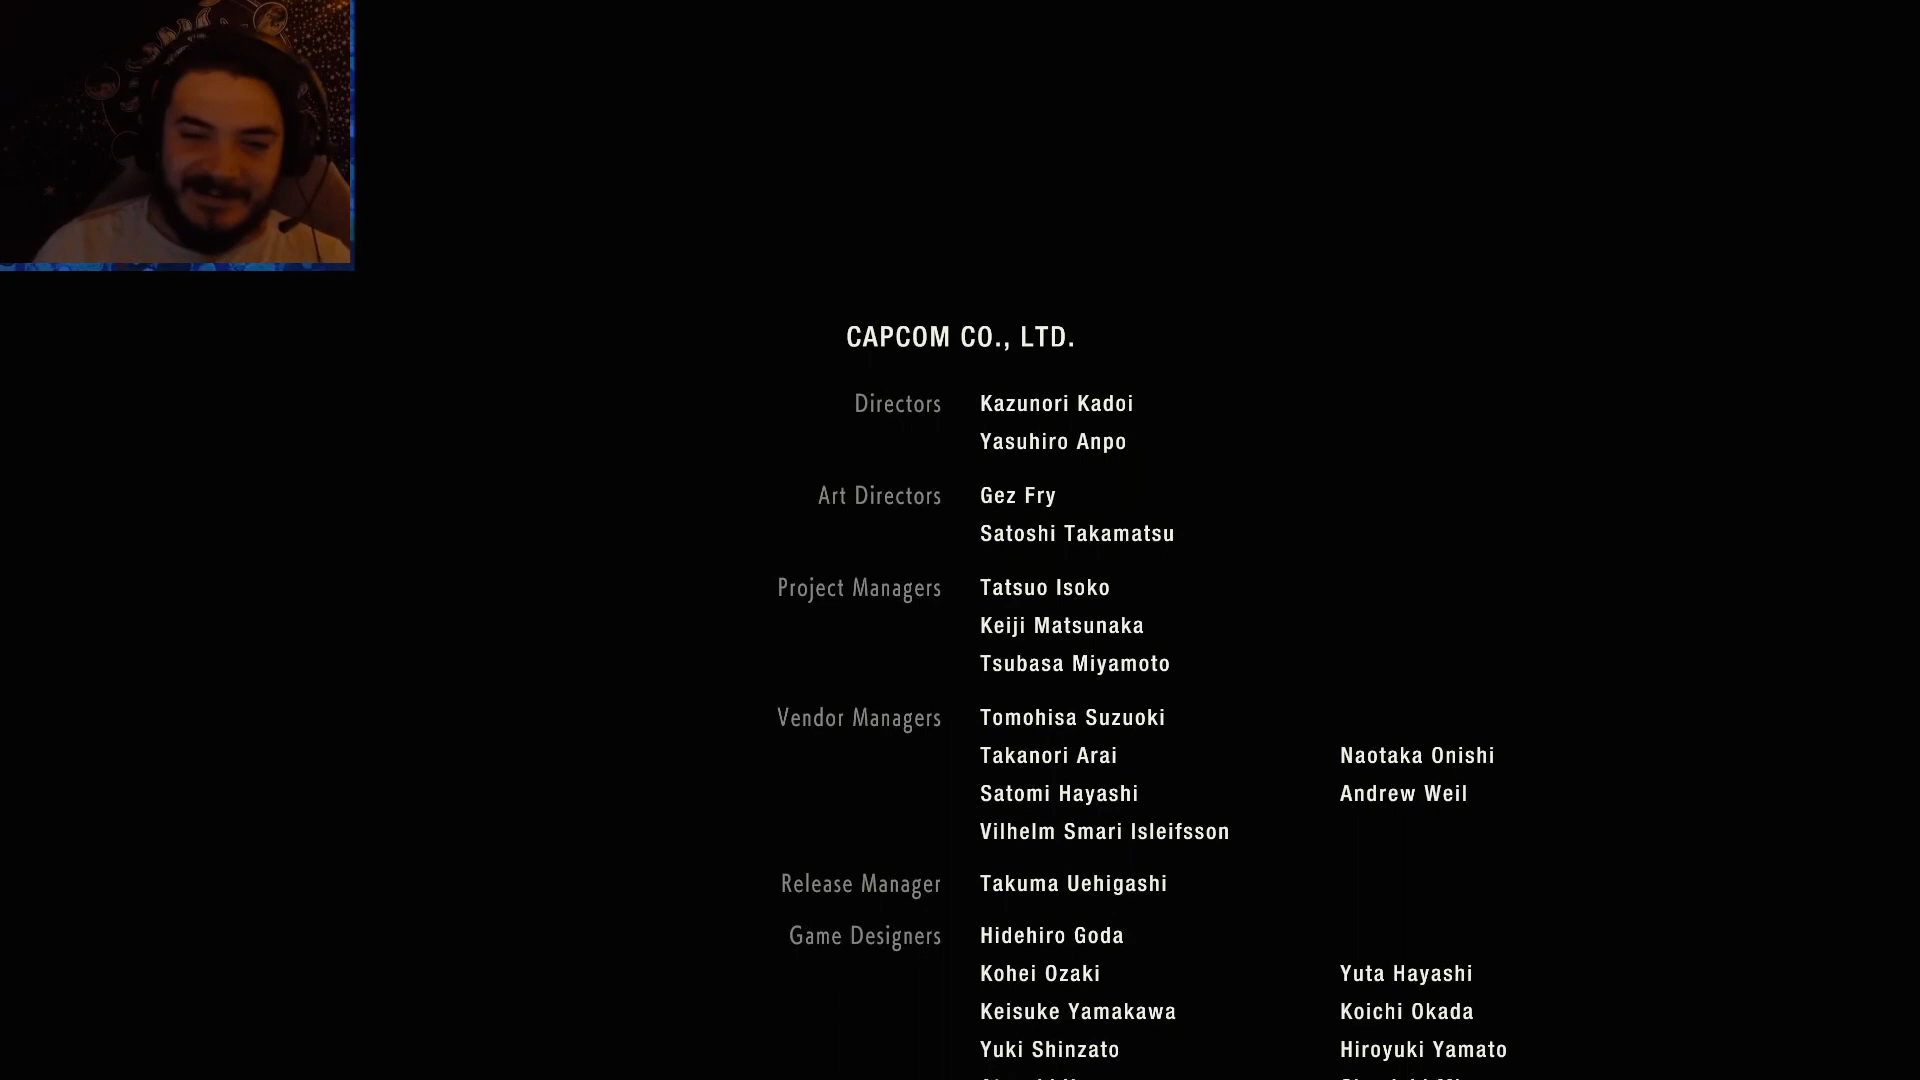 CAPCOM CO., LTD.
Directors Kazunori Kadoi
Yasuhiro Anpo
Art Directors Gez Fry
Satoshi Takamatsu
Project Managers Tatsuo Isoko
Keiji Matsunaka
Tsubasa Miyamoto
Vendor Managers Tomohisa Suzuoki
Takanori Arai Naotaka Onishi
Satomi Hayashi Andrew Weil
Vilhelm Smari Isleifsson
Release Manager Takuma Uehigashi
Game Designers Hidehiro Goda
Kohei Ozaki Yuta Hayashi
Keisuke Yamakawa Koichi Okada
Yuki Shinzato Hiroyuki Yamato